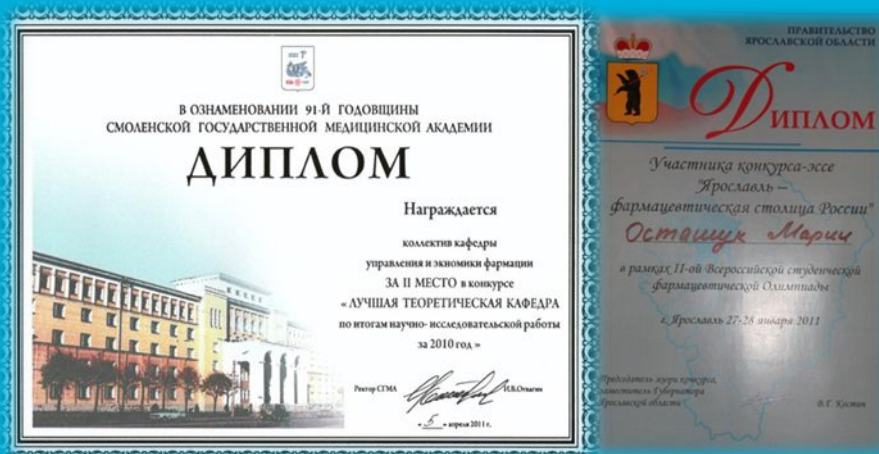 В ОЗНАМЕНОВАНИИ 91-Й ГОДОВЩИНЫ
СМОЛЕНСКОЙ ГОСУДАРСТВЕННОЙ МЕДИЦИНСКОЙ АКАДЕМИИ
ДИПЛОМ
Награждается
коллектив кафедры
управления и экономики фармации
ЗА II МЕСТО в конкурсе
« ЛУЧШАЯ ТЕОРЕТИЧЕСКАЯ КАФЕДРА
по итогам научно- исследовательской работы
за 2010 год »
Ректор СГМА И.В.Отвагин
« 5 » апреля 2011 г.
ПРАВИТЕЛЬСТВО
ЯРОСЛАВСКОЙ ОБЛАСТИ
ДИПЛОМ
Участника конкурса-эссе
"Ярославль –
фармацевтическая столица России"
Осташук Марии
в рамках II-ой Всероссийской студенческой
фармацевтической Олимпиады
г. Ярославль 27-28 января 2011
Председатель жюри конкурса,
заместитель Губернатора
Ярославской области В.Г. Костин